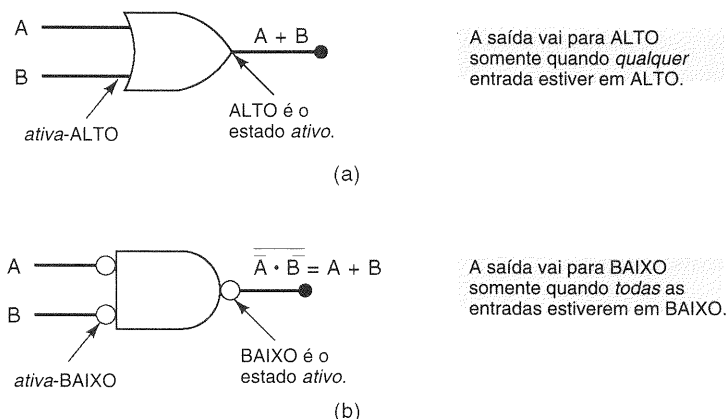 A
A + B
B
ativa-ALTO
ALTO é o
estado ativo.
A saída vai para ALTO
somente quando qualquer
entrada estiver em ALTO.
(a)
A
B
A̅ · B̅ = A + B
ativa-BAIXO
BAIXO é o
estado ativo.
A saída vai para BAIXO
somente quando todas as
entradas estiverem em BAIXO.
(b)